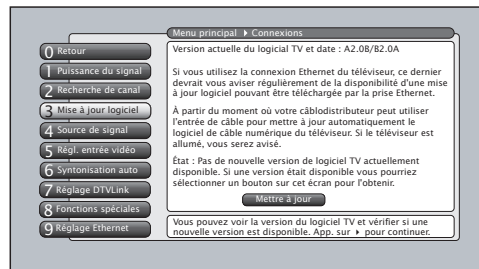 Menu principal ▸ Connexions
0 Retour
1 Puissance du signal
2 Recherche de canal
3 Mise à jour logiciel
4 Source de signal
5 Régl. entrée vidéo
6 Syntonisation auto
7 Réglage DTVLink
8 Fonctions spéciales
9 Réglage Ethernet
Version actuelle du logicial TV et date : A2.08/B2.0A
Si vous utilisez la connexion Ethernet du téléviseur, ce dernier
devrait vous aviser régulièrement de la disponibilité d'une mise
à jour logiciel pouvant être téléchargée par la prise Ethernet.
À partir du moment où votre câblodistributeur peut utiliser
l'entrée de câble pour mettre à jour automatiquement le
logiciel de câble numérique du téléviseur. Si le téléviseur est
allumé, vous serez avisé.
État : Pas de nouvelle version de logiciel TV actuellement
disponible. Si une version était disponible vous pourriez
sélectionner un bouton sur cet écran pour l'obtenir.
Mettre à jour
Vous pouvez voir la version du logiciel TV et vérifier si une
nouvelle version est disponible. App. sur ▸ pour continuer.